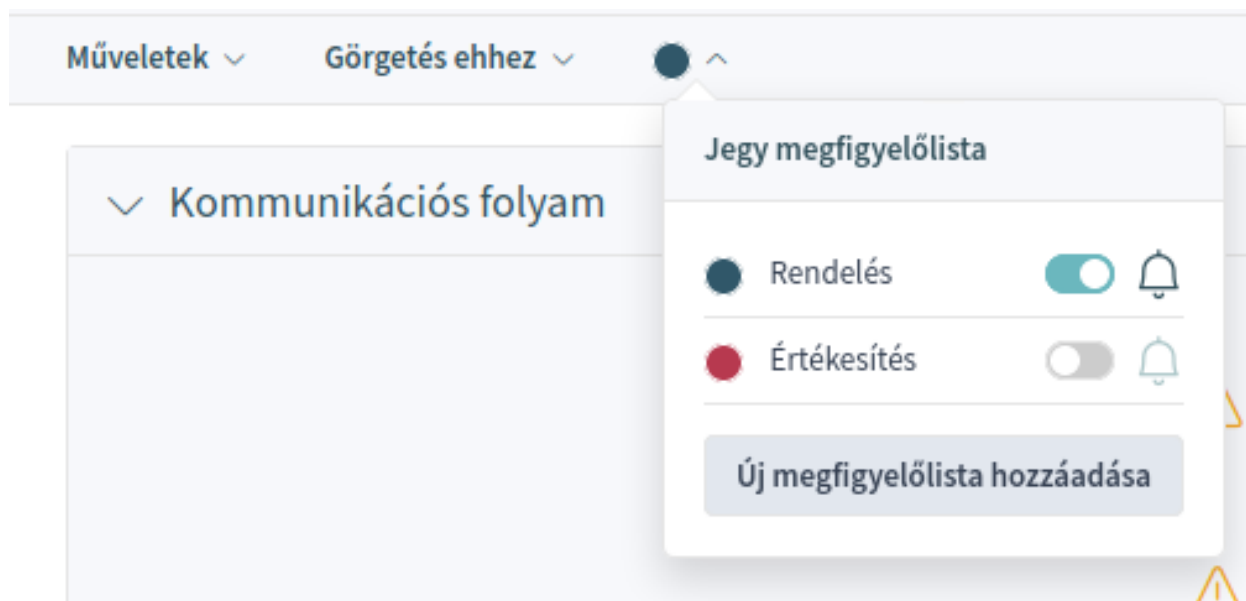 Műveletek
Görgetés ehhez
Jegy megfigyelőlista
Kommunikációs folyam
Rendelés
Értékesítés
Új megfigyelőlista hozzáadása